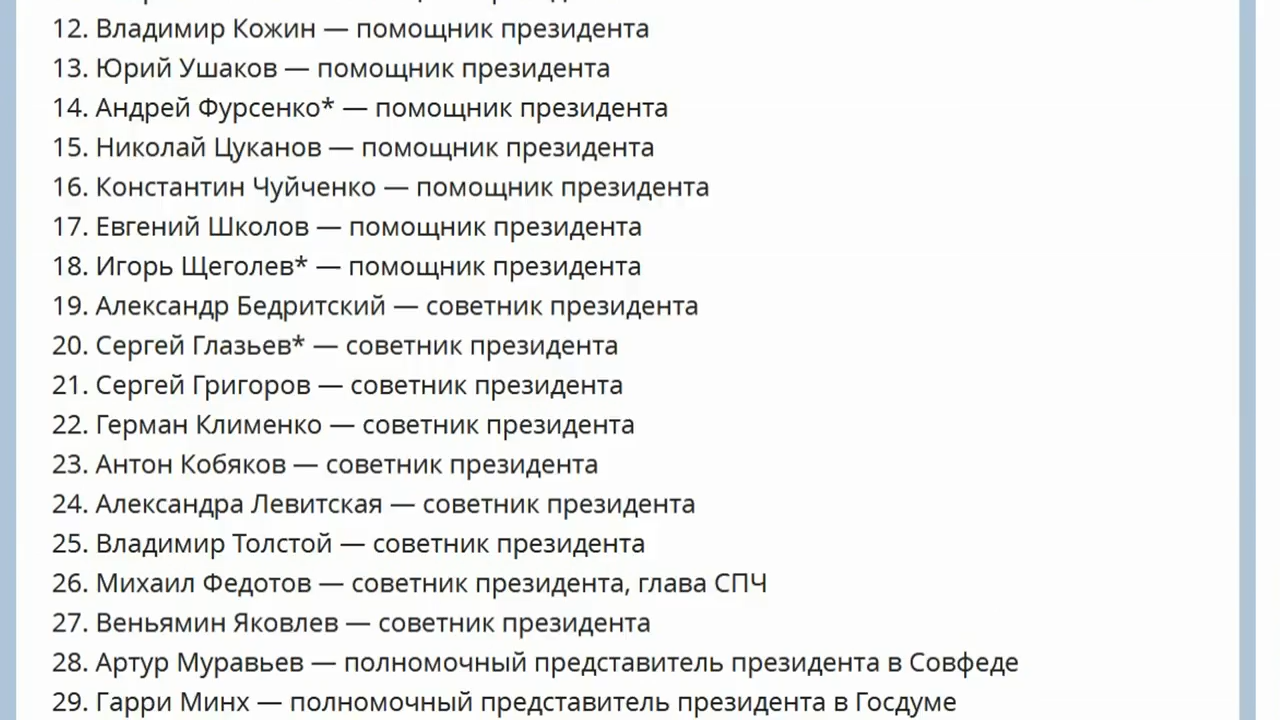 12. Владимир Кожин — помощник президента
13. Юрий Ушаков — помощник президента
14. Андрей Фурсенко* — помощник президента
15. Николай Цуканов — помощник президента
16. Константин Чуйченко — помощник президента
17. Евгений Школов — помощник президента
18. Игорь Щеголев* — помощник президента
19. Александр Бедритский — советник президента
20. Сергей Глазьев* — советник президента
21. Сергей Григоров — советник президента
22. Герман Клименко — советник президента
23. Антон Кобяков — советник президента
24. Александра Левитская — советник президента
25. Владимир Толстой — советник президента
26. Михаил Федотов — советник президента, глава СПЧ
27. Веньямин Яковлев — советник президента
28. Артур Муравьев — полномочный представитель президента в Совфеде
29. Гарри Минх — полномочный представитель президента в Госдуме